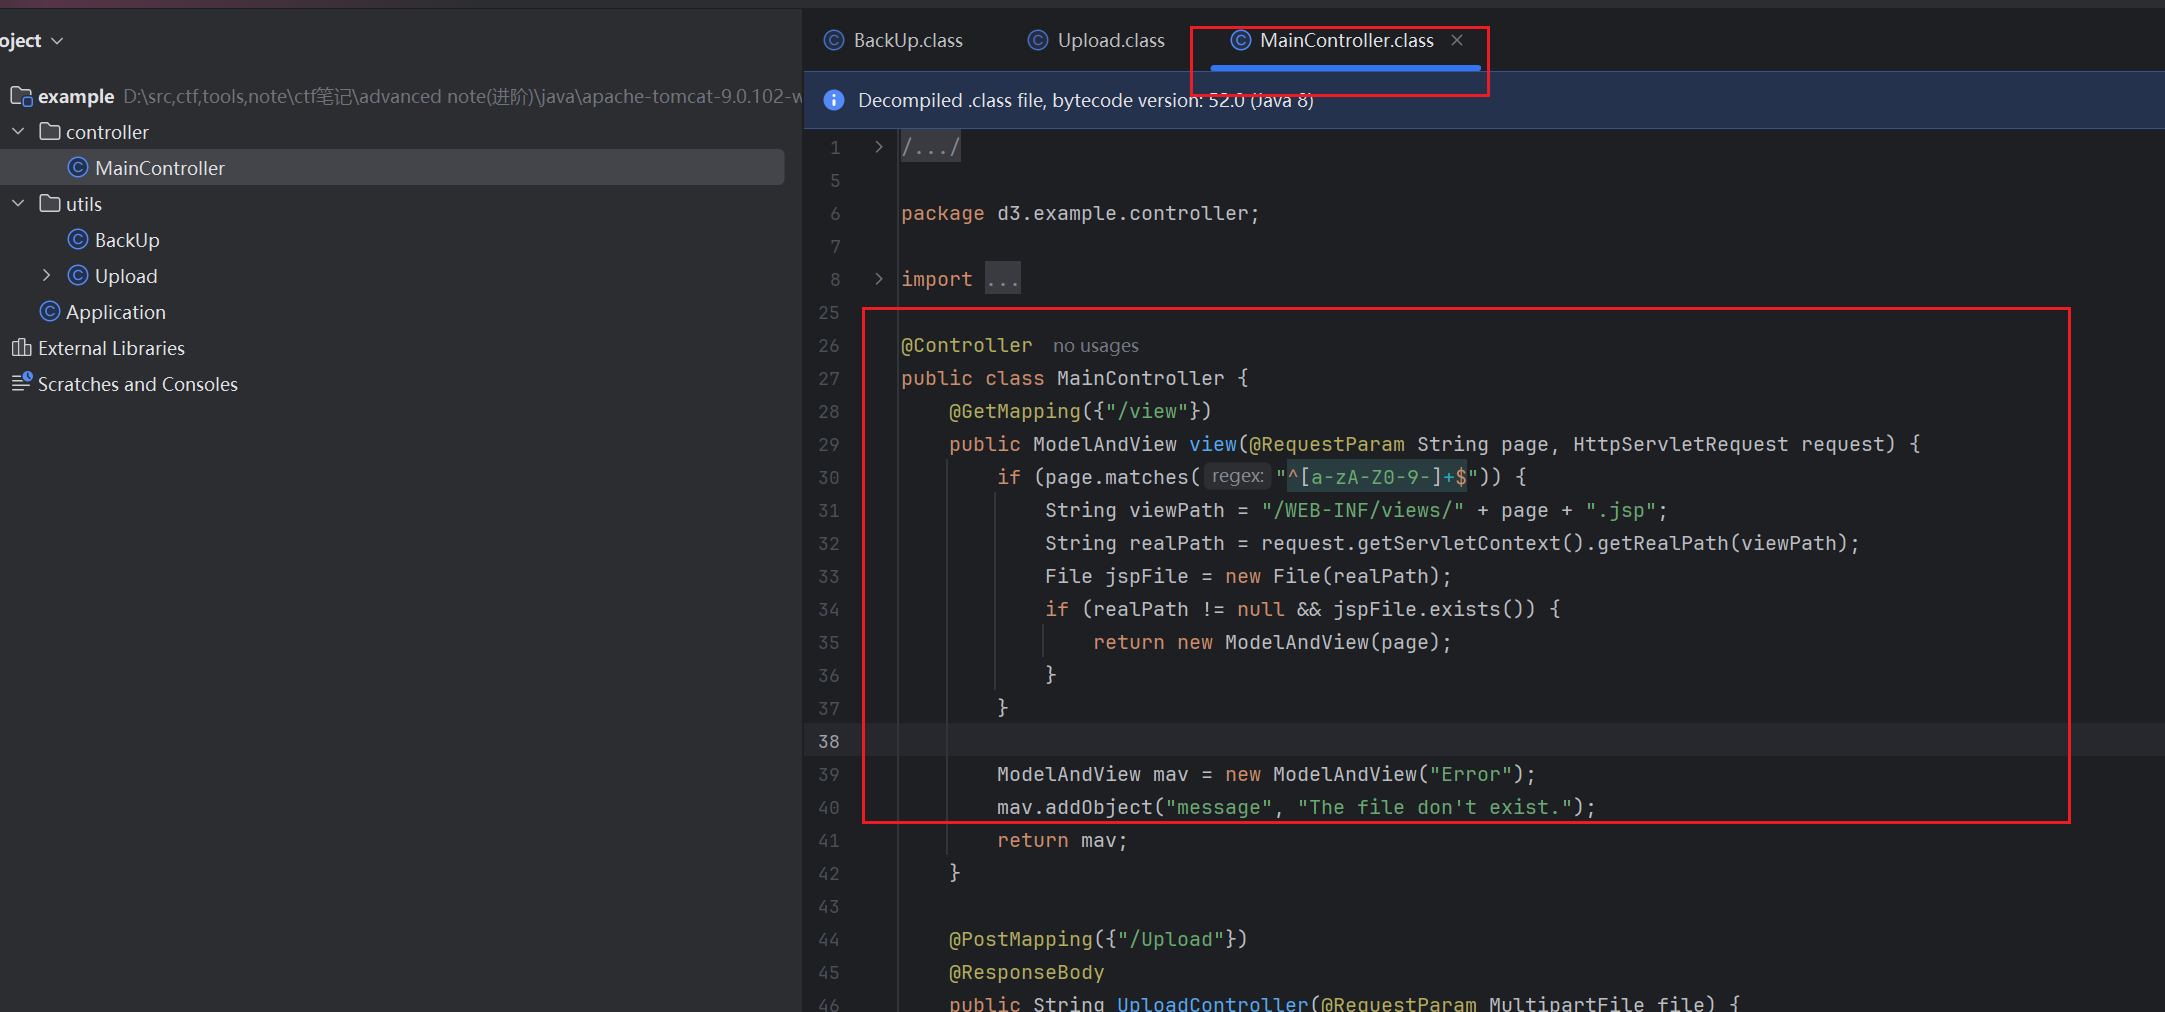 oject
example D:\src,ctf,tools,note\ctf笔记\advanced note(进阶)\java\apache-tomcat-9.0.102-w
controller
MainController
utils
BackUp
Upload
Application
External Libraries
Scratches and Consoles
BackUp.class Upload.class MainController.class
Decompiled .class file, bytecode version: 52.0 (Java 8)
1 /.../
5
6 package d3.example.controller;
7
8 import ...
25
26 @Controller no usages
27 public class MainController {
28 @GetMapping({"/view"})
29 public ModelAndView view(@RequestParam String page, HttpServletRequest request) {
30 if (page.matches( regex: "^[a-zA-Z0-9-]+$")) {
31 String viewPath = "/WEB-INF/views/" + page + ".jsp";
32 String realPath = request.getServletContext().getRealPath(viewPath);
33 File jspFile = new File(realPath);
34 if (realPath != null && jspFile.exists()) {
35 return new ModelAndView(page);
36 }
37 }
38
39 ModelAndView mav = new ModelAndView("Error");
40 mav.addObject("message", "The file don't exist.");
41 return mav;
42 }
43
44 @PostMapping({"/Upload"})
45 @ResponseBody
46 public String UploadController(@RequestParam MultipartFile file) {